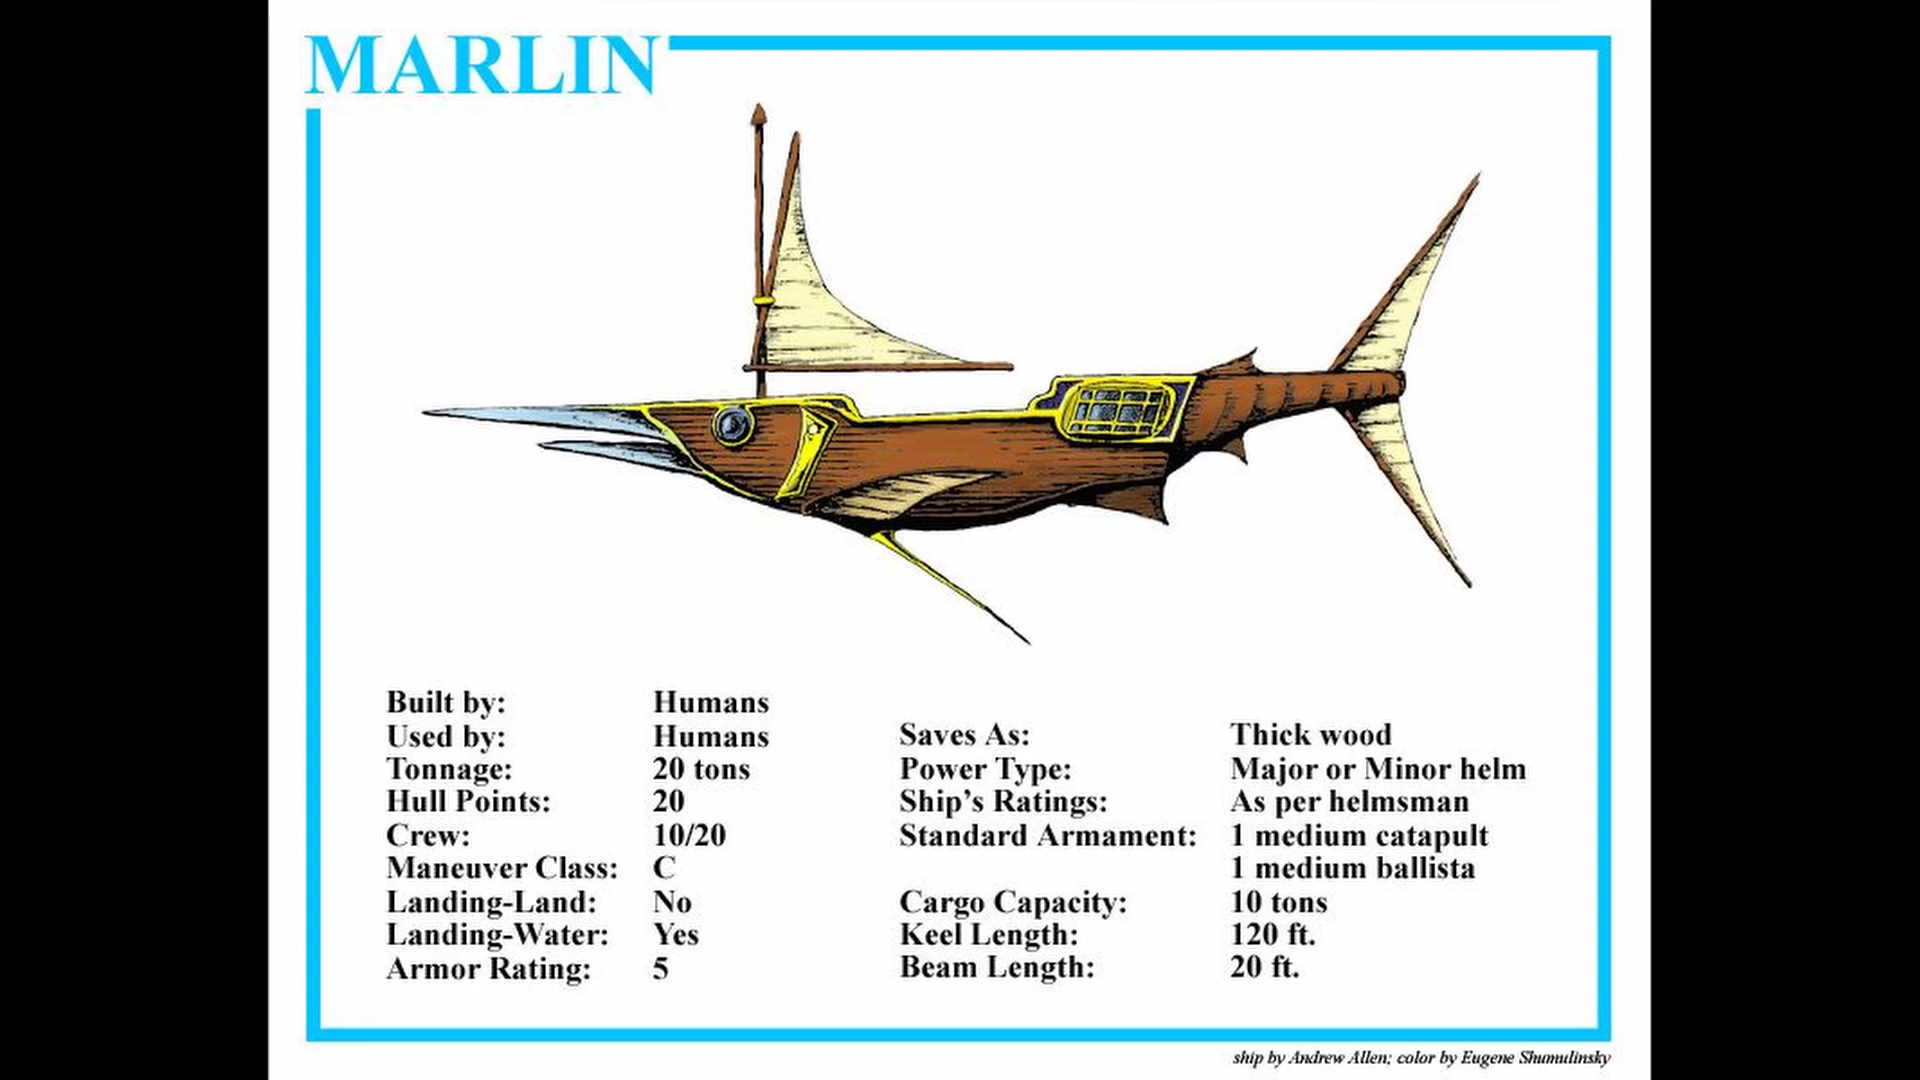 MARLIN
Built by: Humans
Used by: Humans
Tonnage: 20 tons
Hull Points: 20
Crew: 10/20
Maneuver Class: C
Landing-Land: No
Landing-Water: Yes
Armor Rating: 5
Saves As: Thick wood
Power Type: Major or Minor helm
Ship's Ratings: As per helmsman
Standard Armament: 1 medium catapult
1 medium ballista
Cargo Capacity: 10 tons
Keel Length: 120 ft.
Beam Length: 20 ft.
ship by Andrew Allen; color by Eugene Shumulinsky